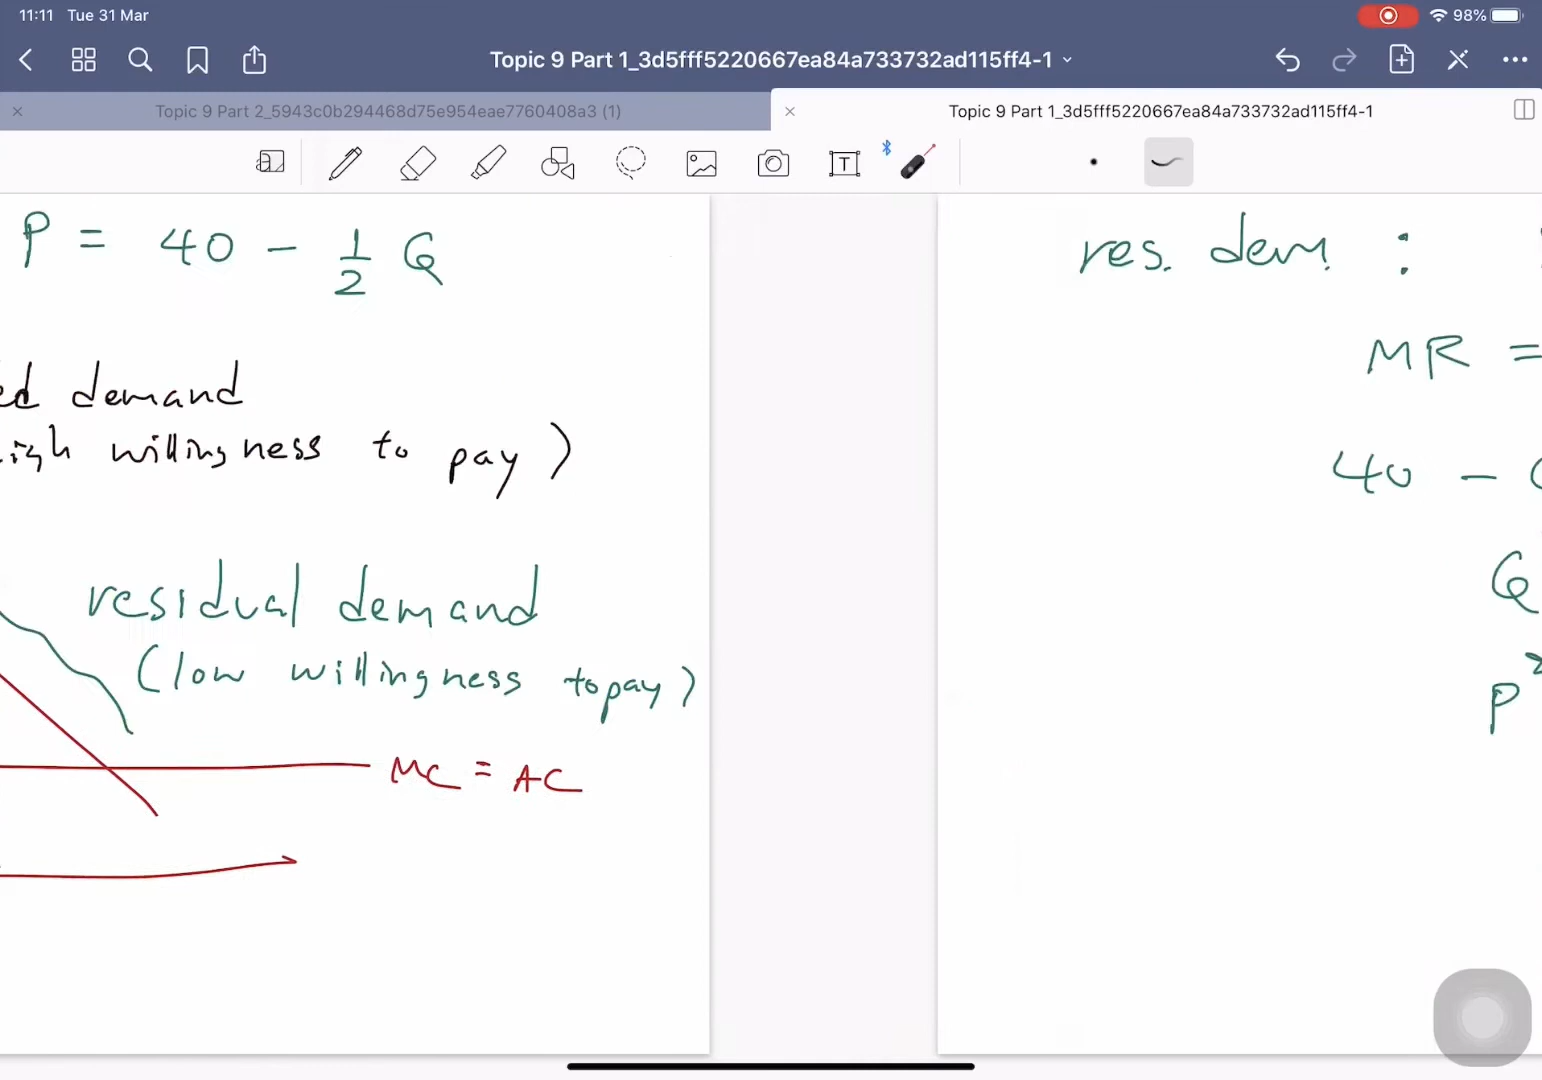 11:11 Tue 31 Mar 98%
Topic 9 Part 1_3d5fff5220667ea84a733732ad115ff4-1
Topic 9 Part 2_5943c0b294468d75e954eae7760408a3 (1)
Topic 9 Part 1_3d5fff5220667ea84a733732ad115ff4-1
T
P = 40 - 1/2 Q
ed demand
igh willingness to pay)
residual demand
(low willingness to pay)
MC = AC
res. dem. :
MR =
40 -
Q
P